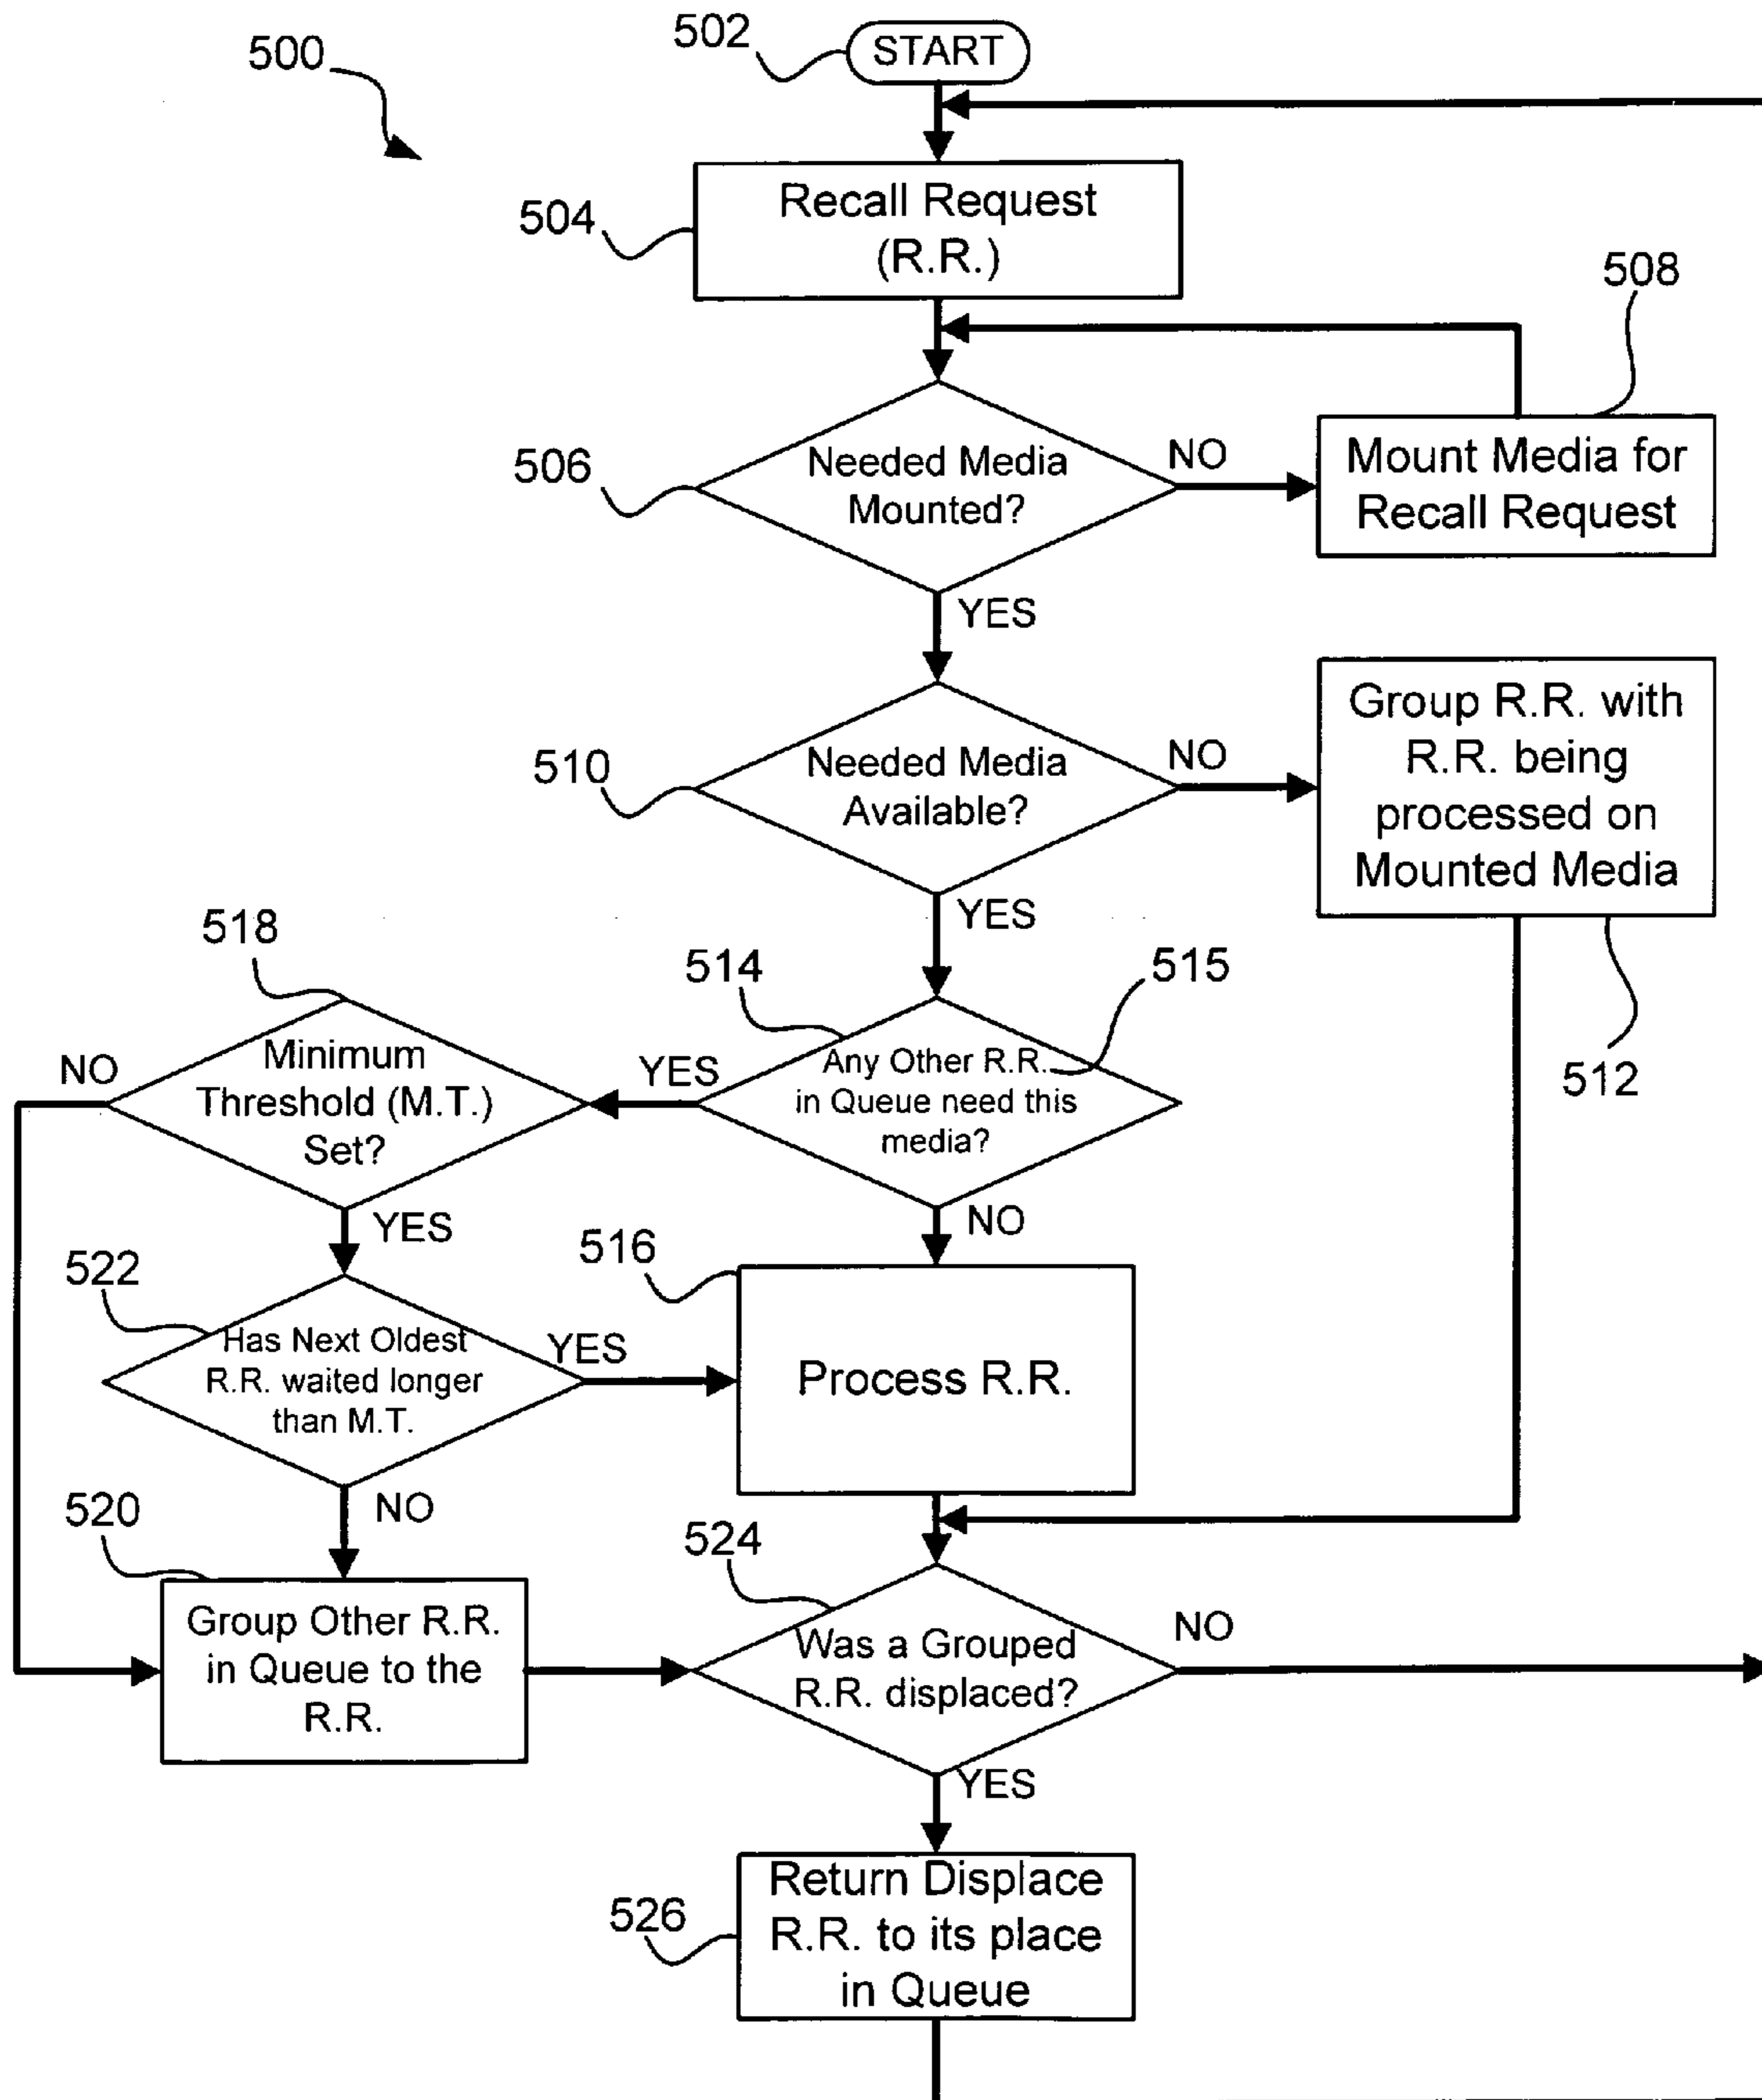 500
502
START
504
Recall Request
(R.R.)
508
506
Needed Media
Mounted?
NO
Mount Media for
Recall Request
YES
510
Needed Media
Available?
NO
Group R.R. with
R.R. being
processed on
Mounted Media
512
YES
518
514
515
NO
Minimum
Threshold (M.T.)
Set?
YES
Any Other R.R.
in Queue need this
media?
YES
NO
522
516
Has Next Oldest
R.R. waited longer
than M.T.
YES
Process R.R.
NO
520
524
Group Other R.R.
in Queue to the
R.R.
Was a Grouped
R.R. displaced?
NO
YES
526
Return Displace
R.R. to its place
in Queue